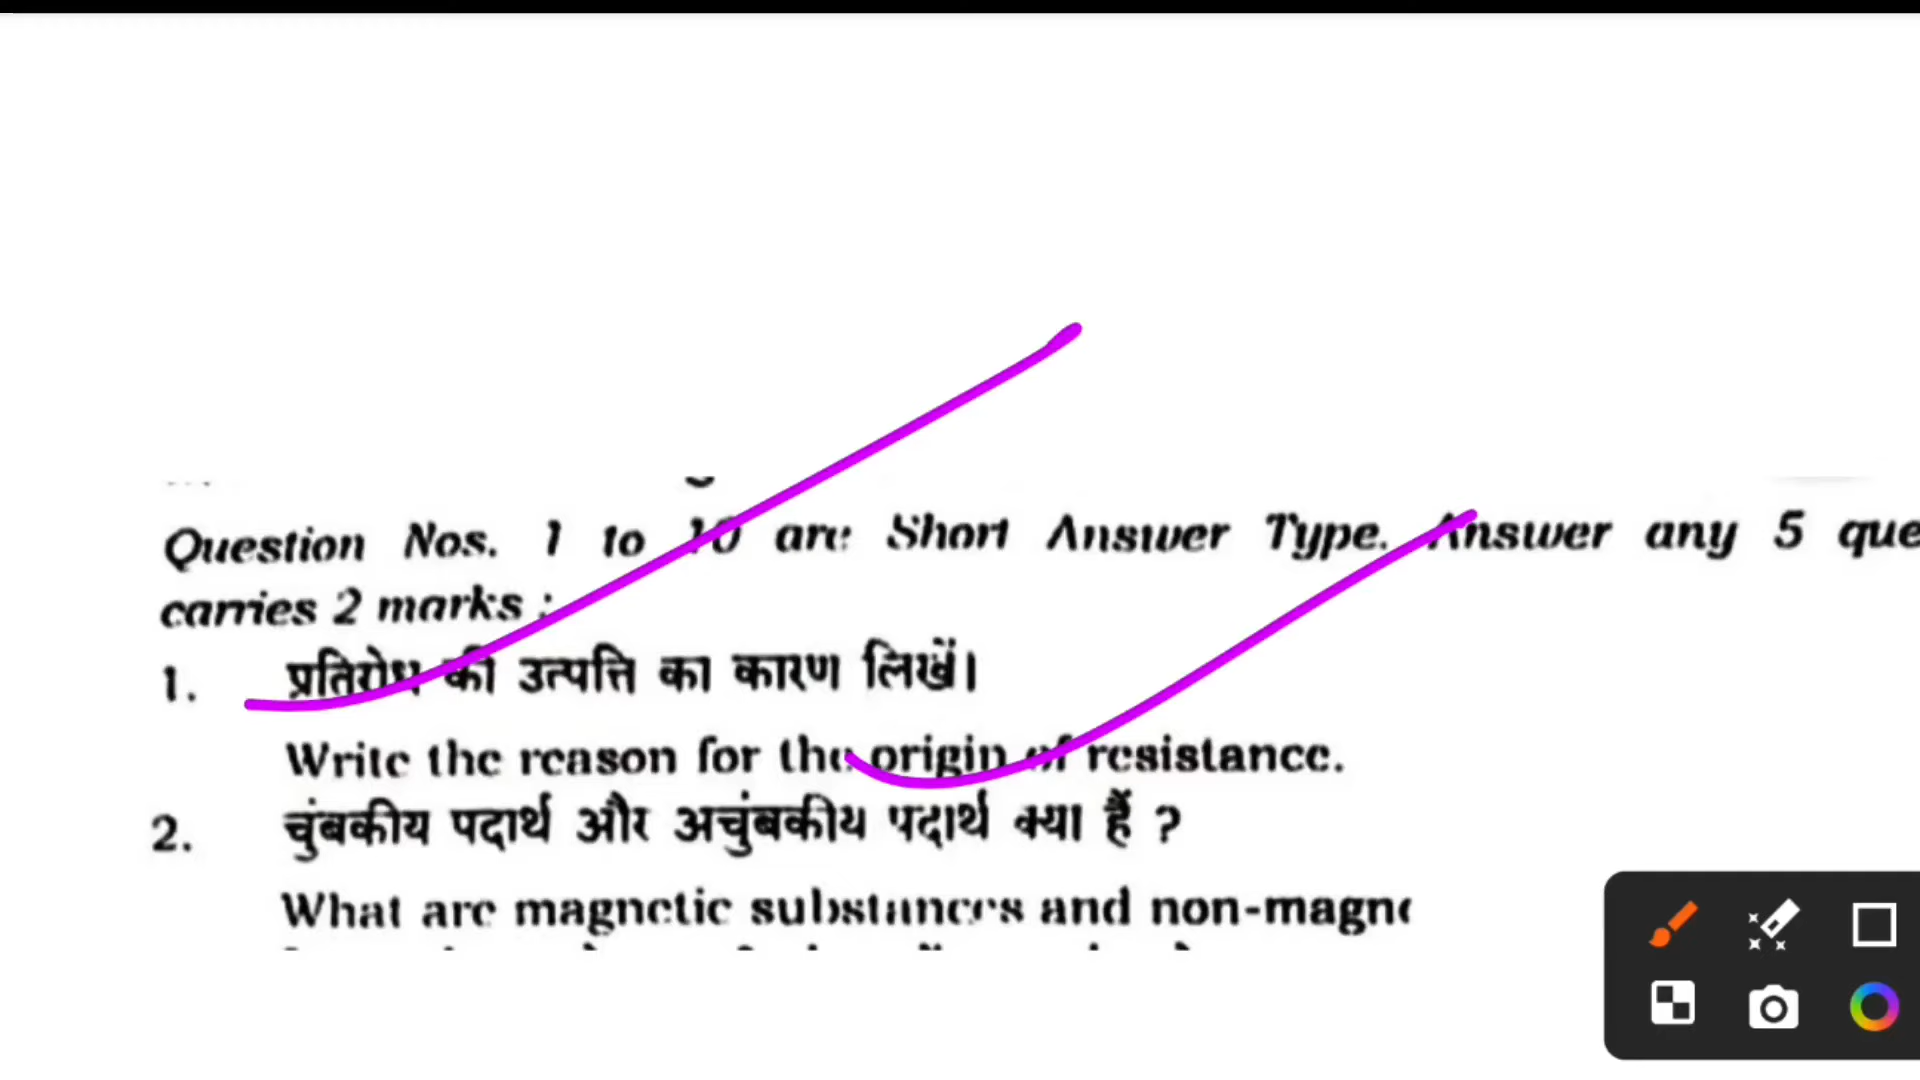 Question Nos. 1 to 10 are Short Answer Type. Answer any 5 que
carries 2 marks :
1. प्रतिरोध की उत्पत्ति का कारण लिखें।
Write the reason for the origin of resistance.
2. चुंबकीय पदार्थ और अचुंबकीय पदार्थ क्या हैं ?
What are magnetic substances and non-magne